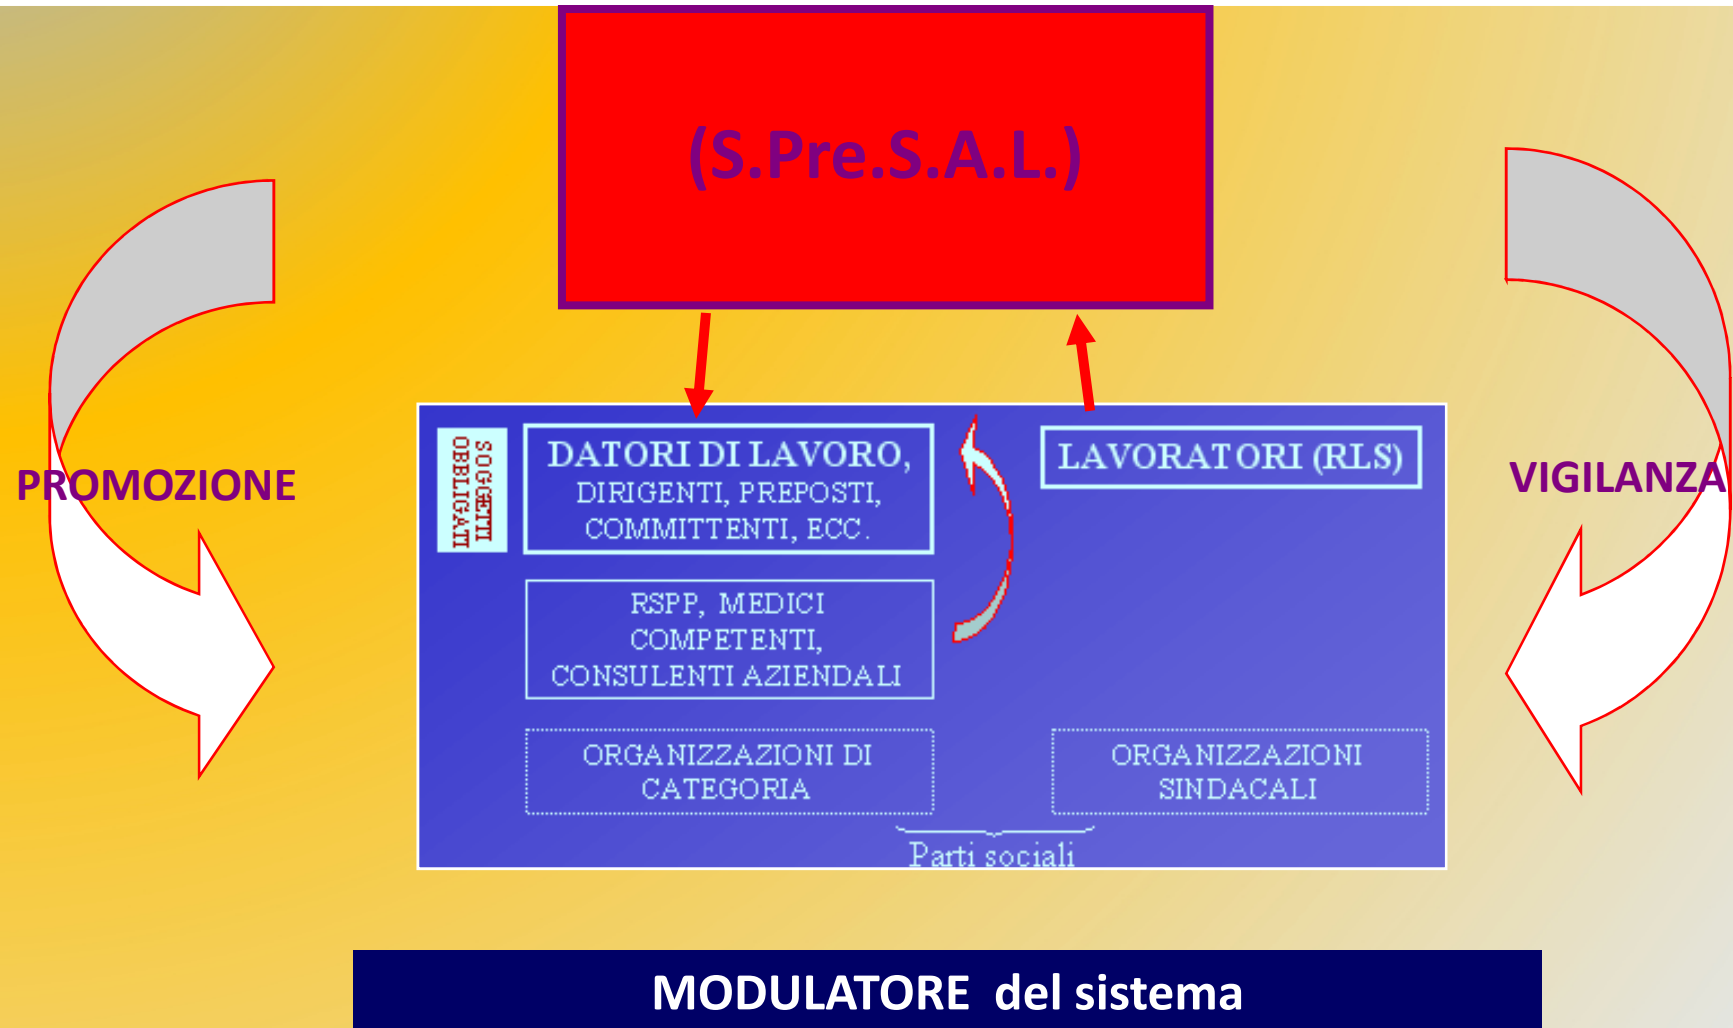 (S.Pre.S.A.L.)
PROMOZIONE
VIGILANZA
SOGGETTI
OBBLIGATI
DATORI DI LAVORO,
DIRIGENTI, PREPOSTI,
COMMITTENTI, ECC.
LAVORATORI (RLS)
RSPP, MEDICI
COMPETENTI,
CONSULENTI AZIENDALI
ORGANIZZAZIONI DI
CATEGORIA
ORGANIZZAZIONI
SINDACALI
Parti sociali
MODULATORE del sistema